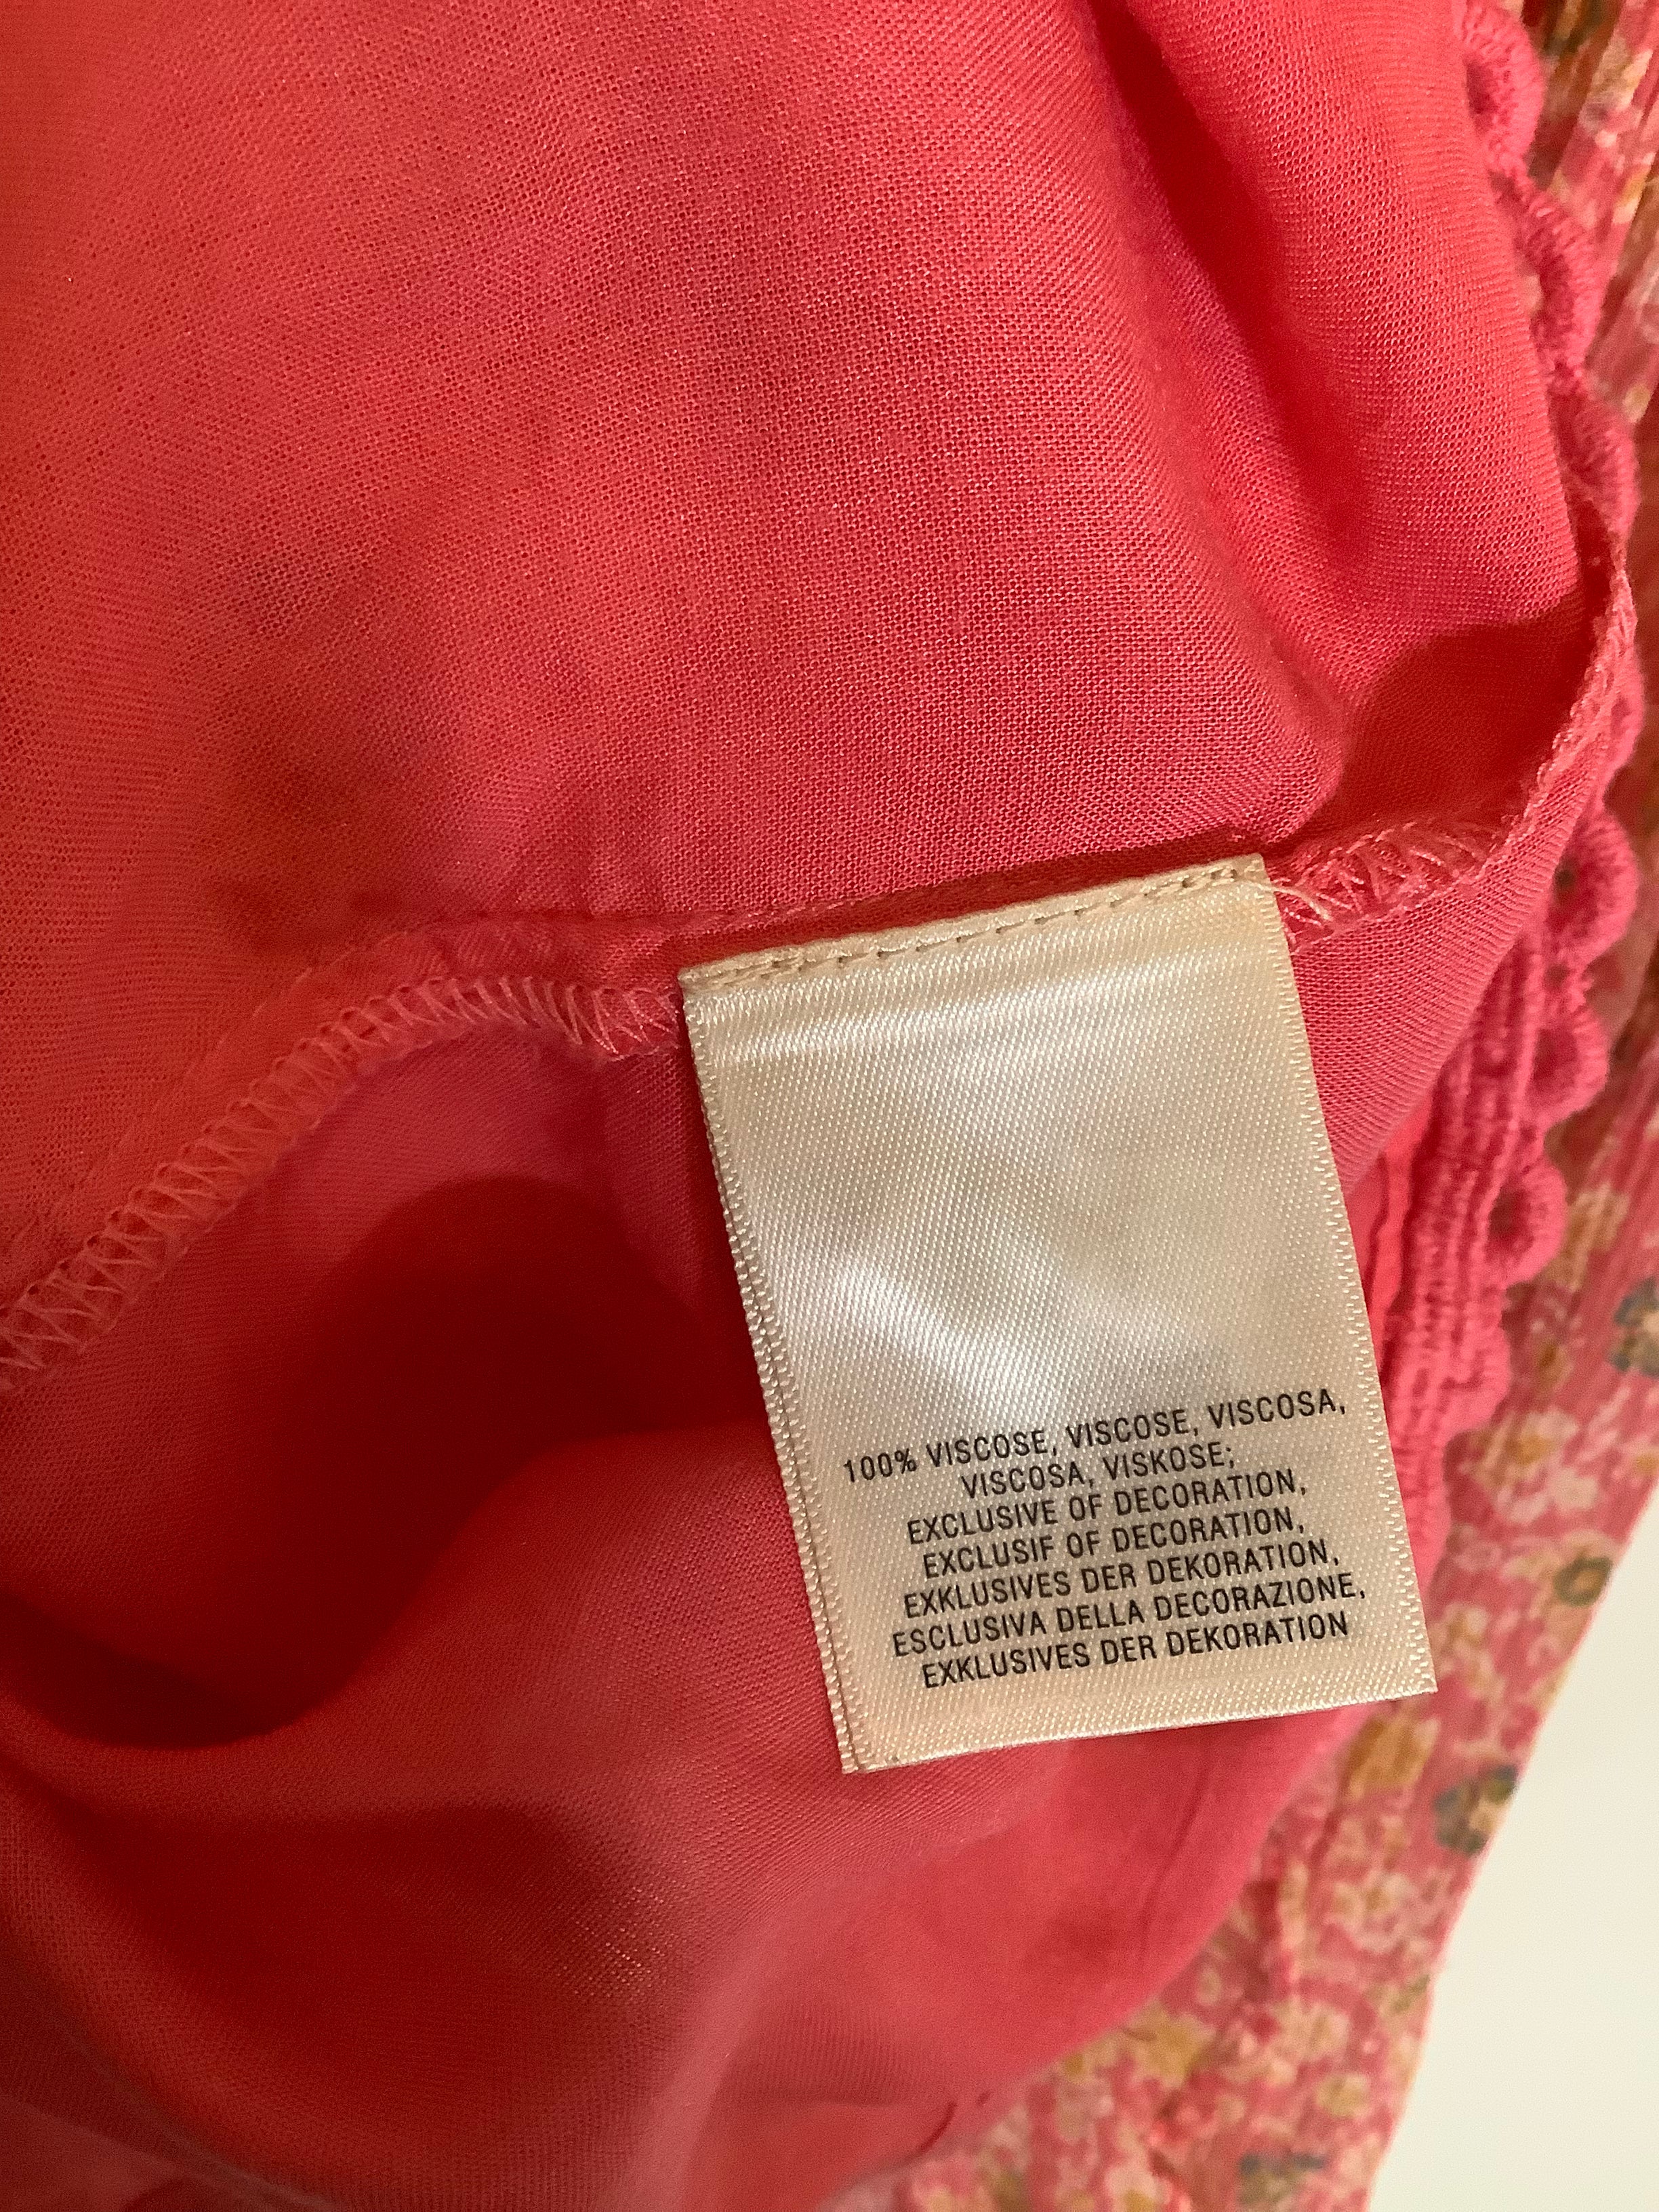 100% VISCOSE, VISCOSE, VISCOSA,
VISCOSA, VISKOSE;
EXCLUSIVE OF DECORATION,
EXCLUSIF OF DECORATION,
EXKLUSIVES DER DEKORATION,
ESCLUSIVA DELLA DECORAZIONE,
EXKLUSIVES DER DEKORATION